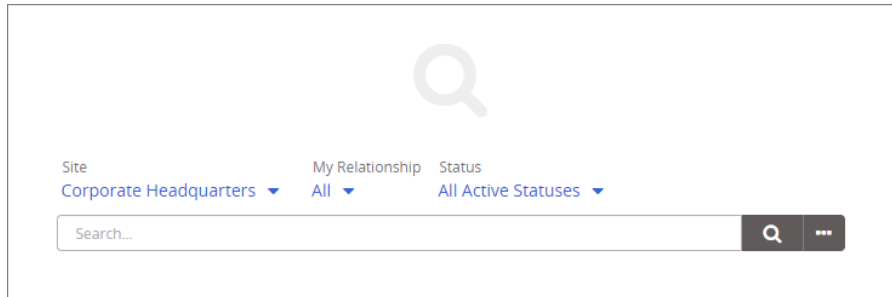 Site My Relationship Status
Corporate Headquarters All All Active Statuses
Search...